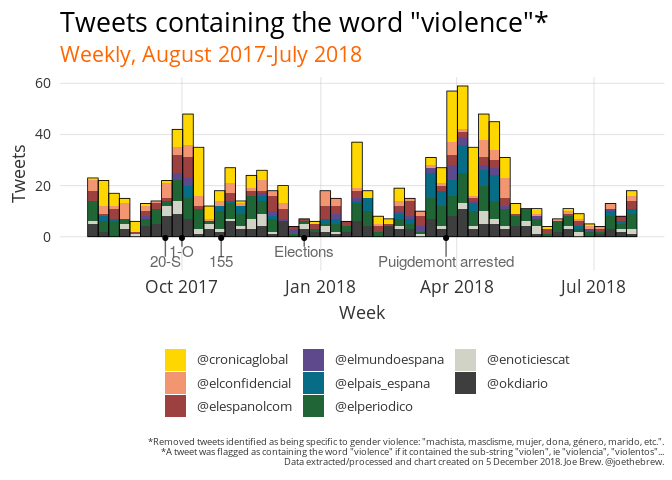 Tweets containing the word "violence"*
Weekly, August 2017-July 2018
Tweets
60
40
20
0
1-O
20-S
155
Elections
Puigdemont arrested
Oct 2017
Jan 2018
Apr 2018
Jul 2018
Week
@cronicaglobal
@elmundoespana
@enoticiescat
@elconfidencial
@elpais_espana
@okdiario
@elespanolcom
@elperiodico
*Removed tweets identified as being specific to gender violence: "machista, masclisme, mujer, dona, género, marido, etc.".
*A tweet was flagged as containing the word "violence" if it contained the sub-string "violen", ie "violencia", "violentos"...
Data extracted/processed and chart created on 5 December 2018. Joe Brew. @joethebrew.